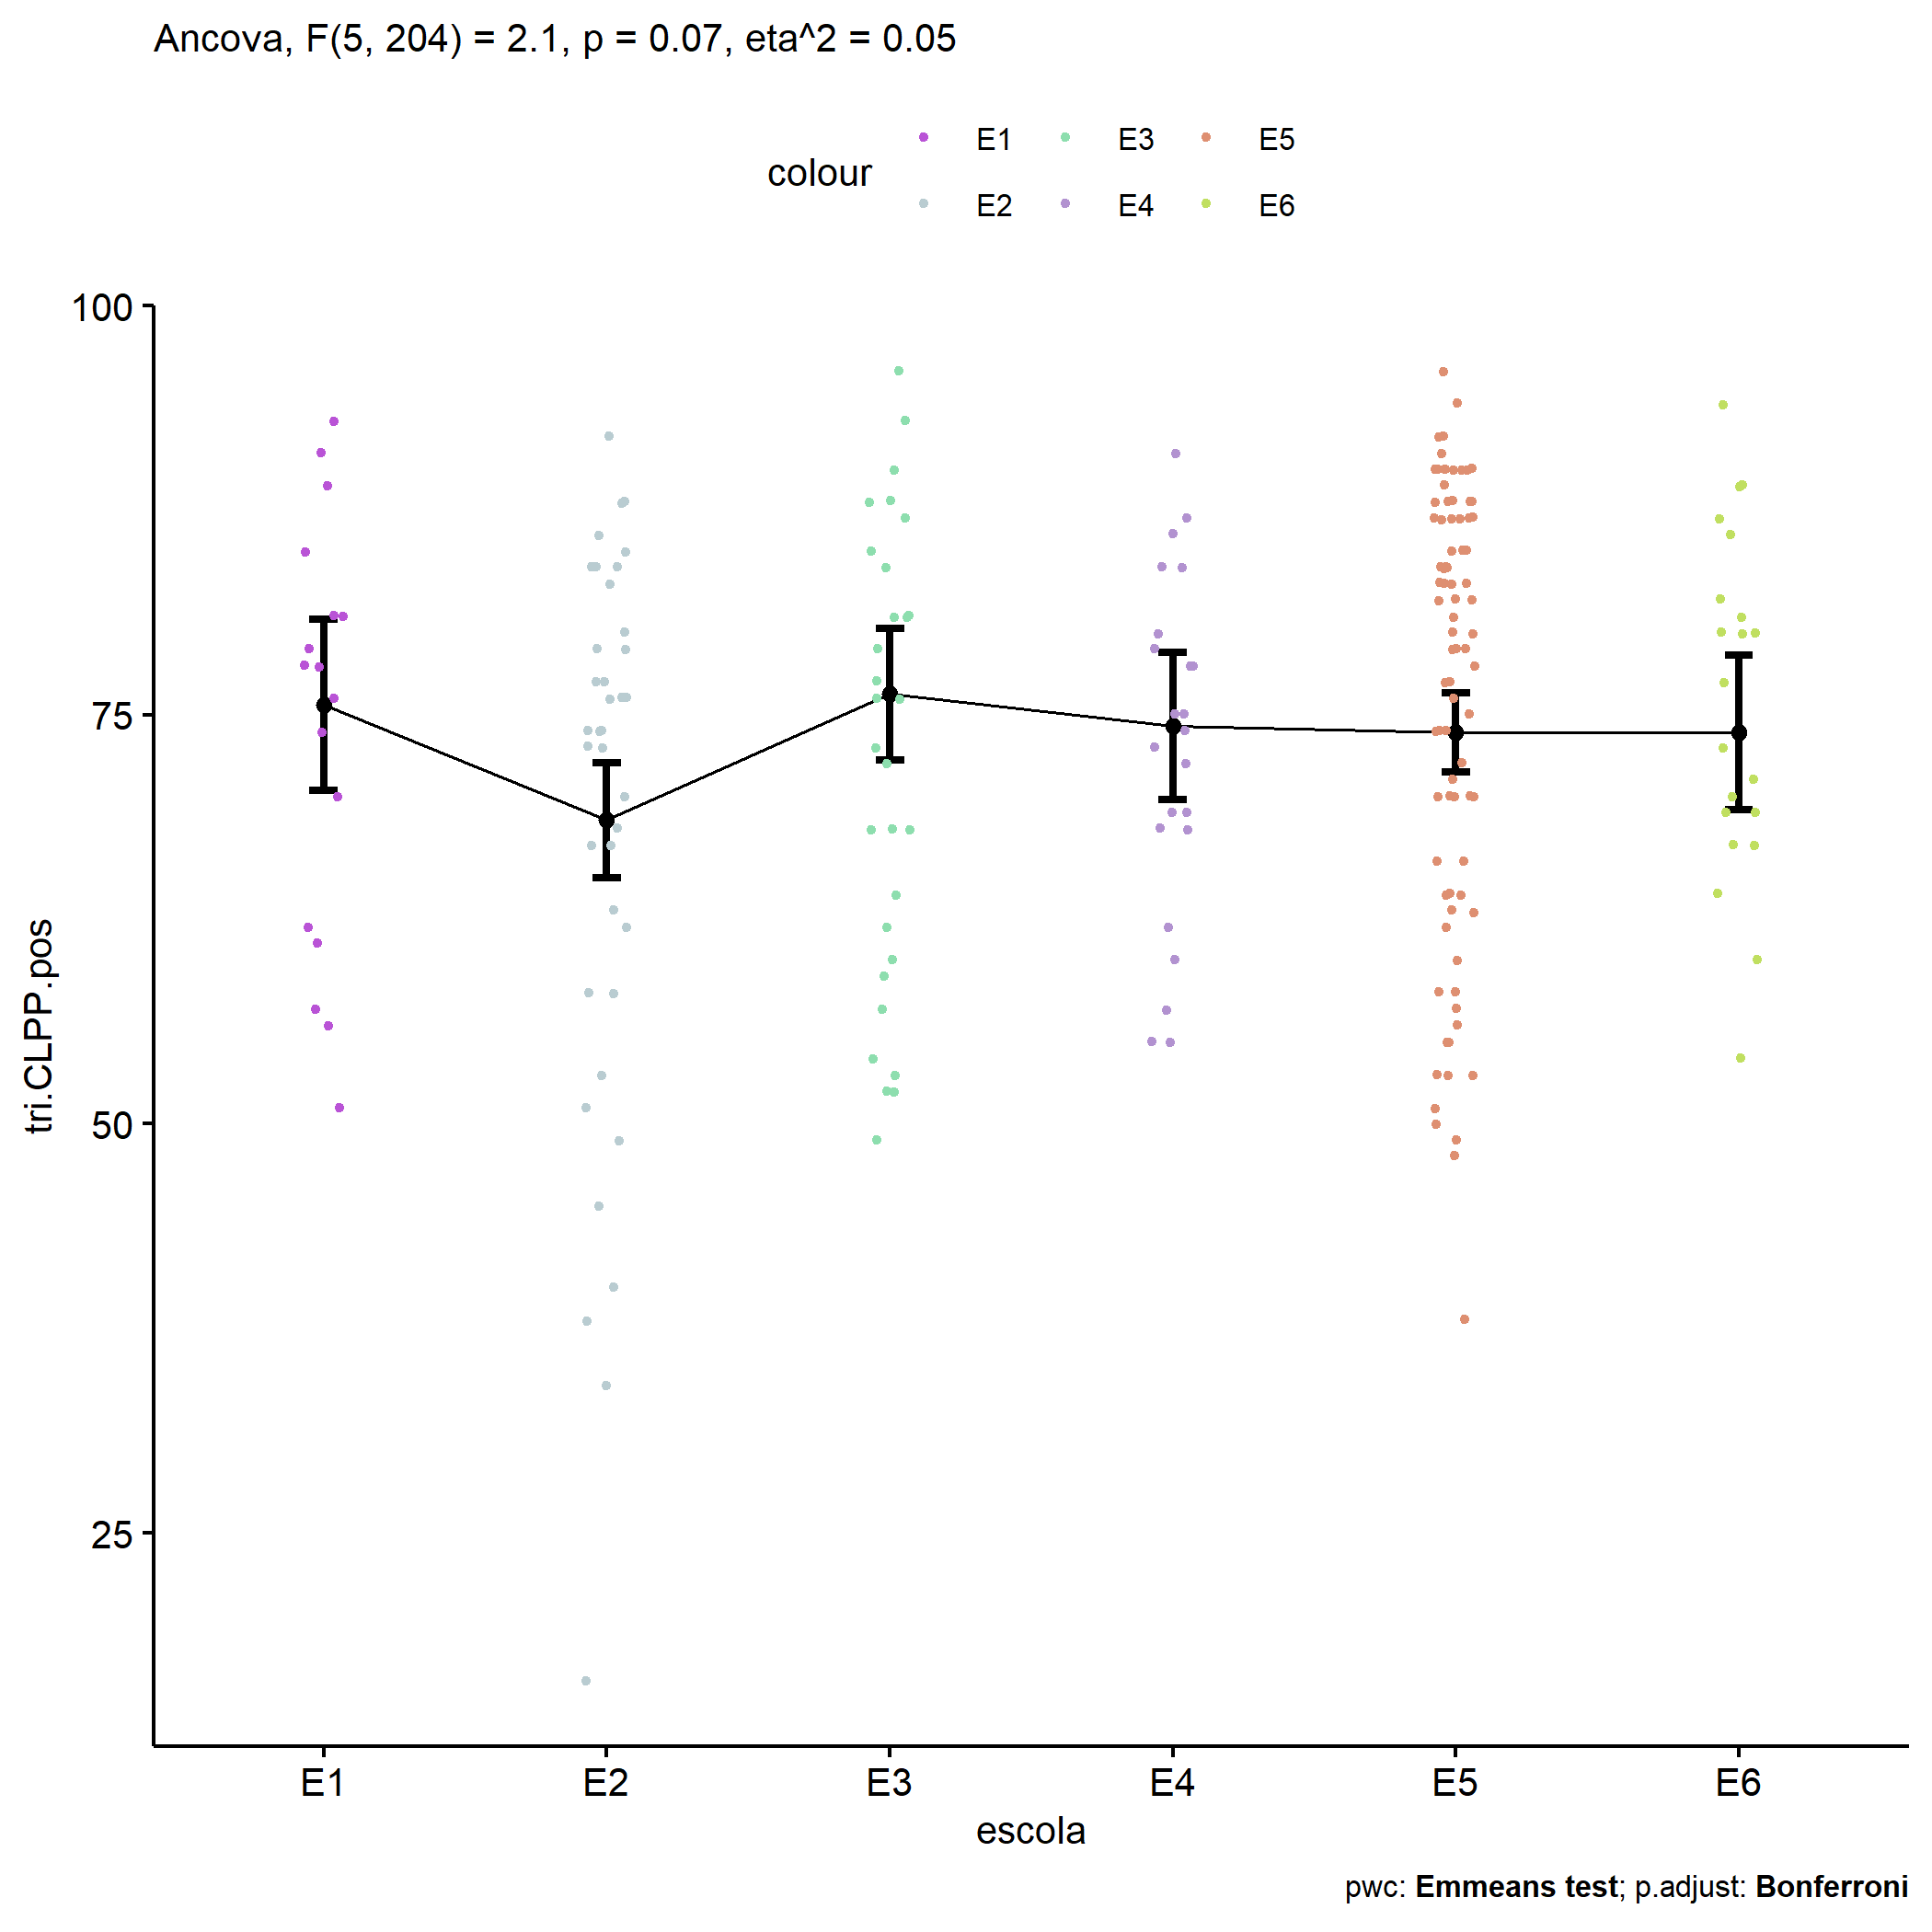 Ancova, F(5, 204) = 2.1, p = 0.07, eta^2 = 0.05
colour
E1 E3 E5
E2 E4 E6
100
75
50
25
tri.CLPP.pos
E1 E2 E3 E4 E5 E6
escola
pwc: Emmeans test; p.adjust: Bonferroni